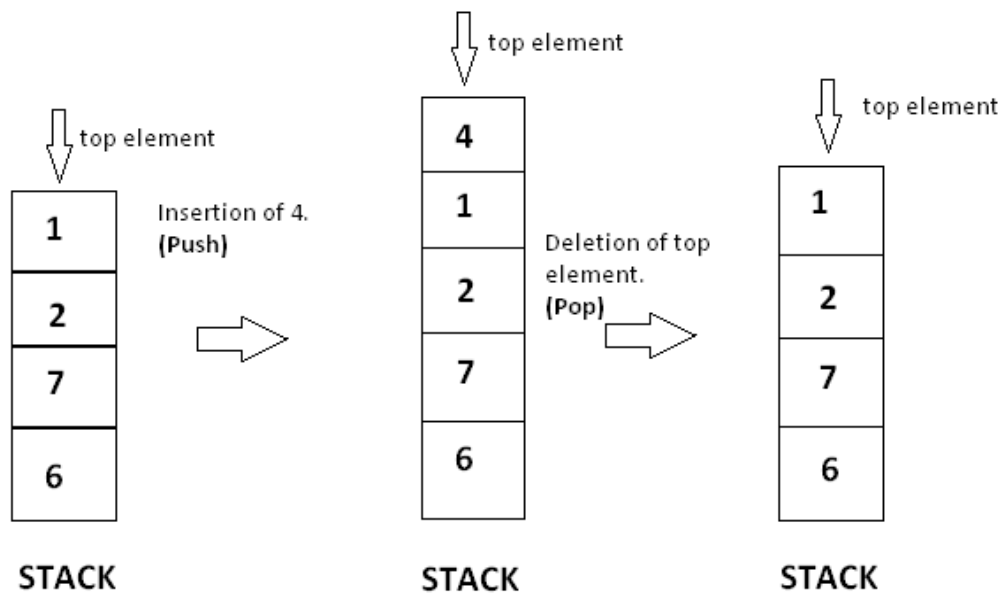 top element
1
2
7
6
STACK
Insertion of 4.
(Push)
top element
4
1
2
7
6
STACK
Deletion of top
element.
(Pop)
top element
1
2
7
6
STACK